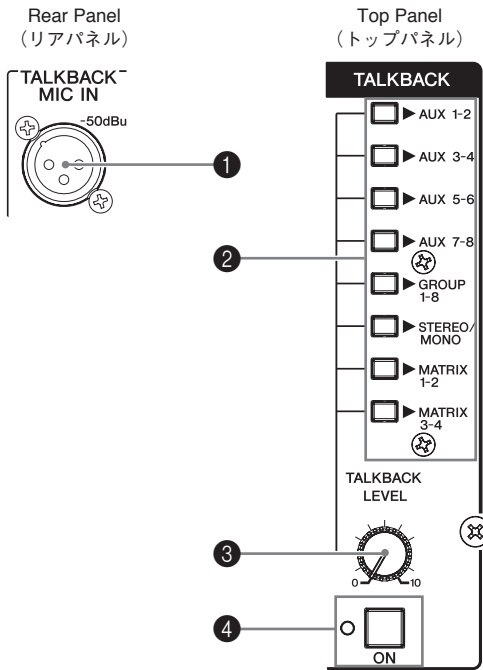 Rear Panel
（リアパネル）
TALKBACK
MIC IN
-50dBu
1
Top Panel
（トップパネル）
TALKBACK
AUX 1-2
AUX 3-4
AUX 5-6
AUX 7-8
2
GROUP
1-8
STEREO/
MONO
MATRIX
1-2
MATRIX
3-4
TALKBACK
LEVEL
3
0
10
4
ON